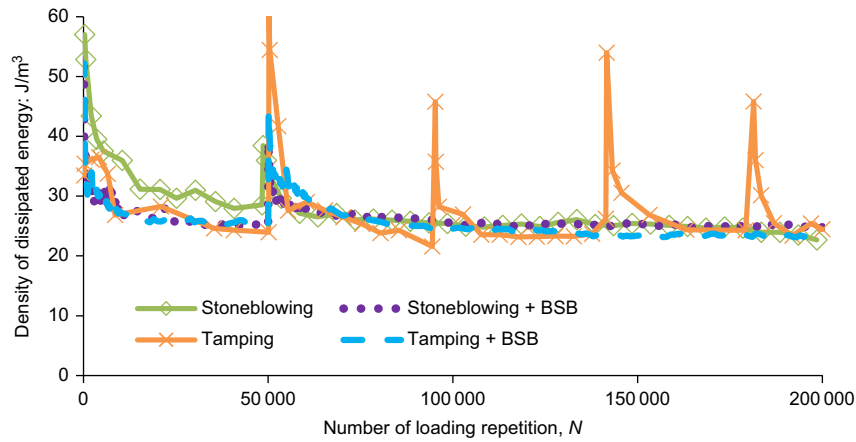 Density of dissipated energy: J/m³
60
50
40
30
20
10
0
Stoneblowing
Stoneblowing + BSB
Tamping
Tamping + BSB
0
50 000
100 000
150 000
200 000
Number of loading repetition, N